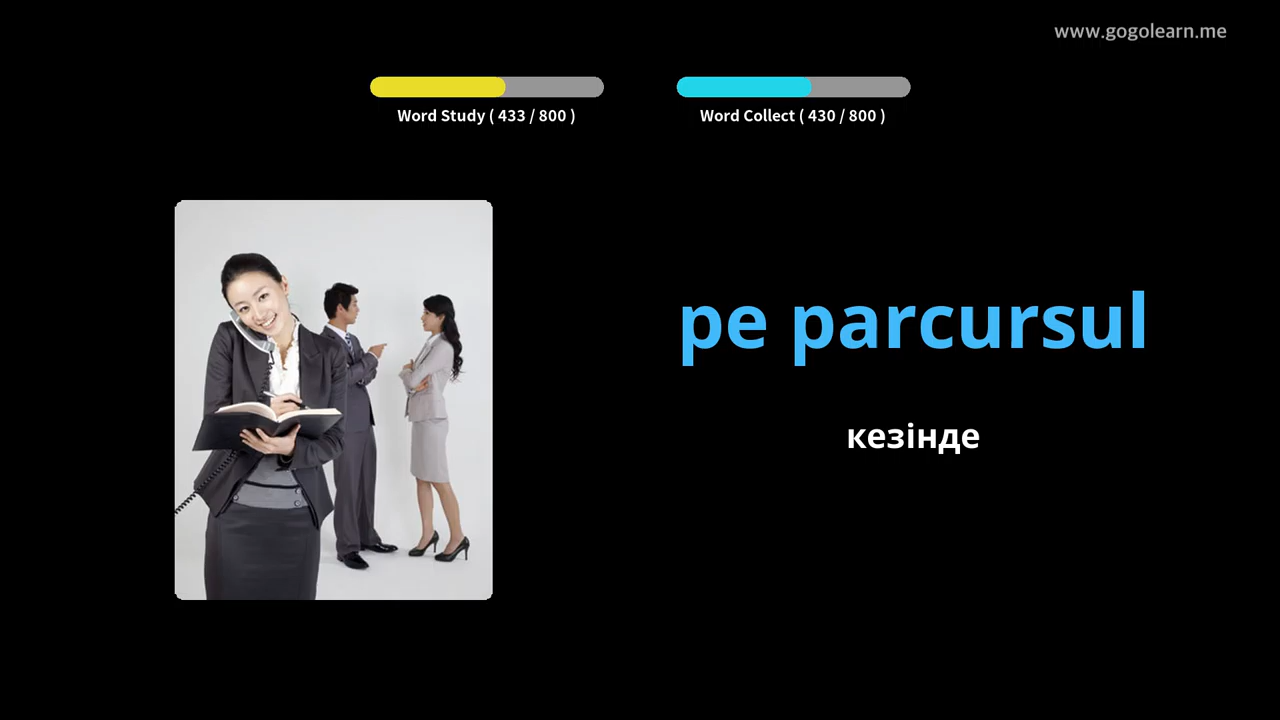 www.gogolearn.me
Word Study ( 433 / 800 )
Word Collect ( 430 / 800 )
pe parcursul
кезінде